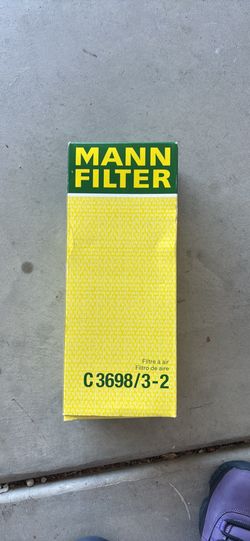 MANN
FILTER
Filtre à air
Filtro de aire
C 3698/3-2